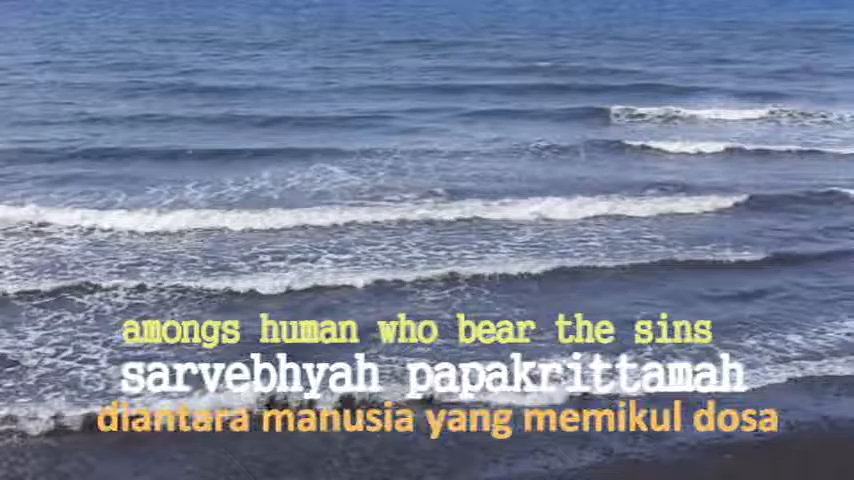 amongs human who bear the sins
sarvebhyah papakrittamah
diantara manusia yang memikul dosa